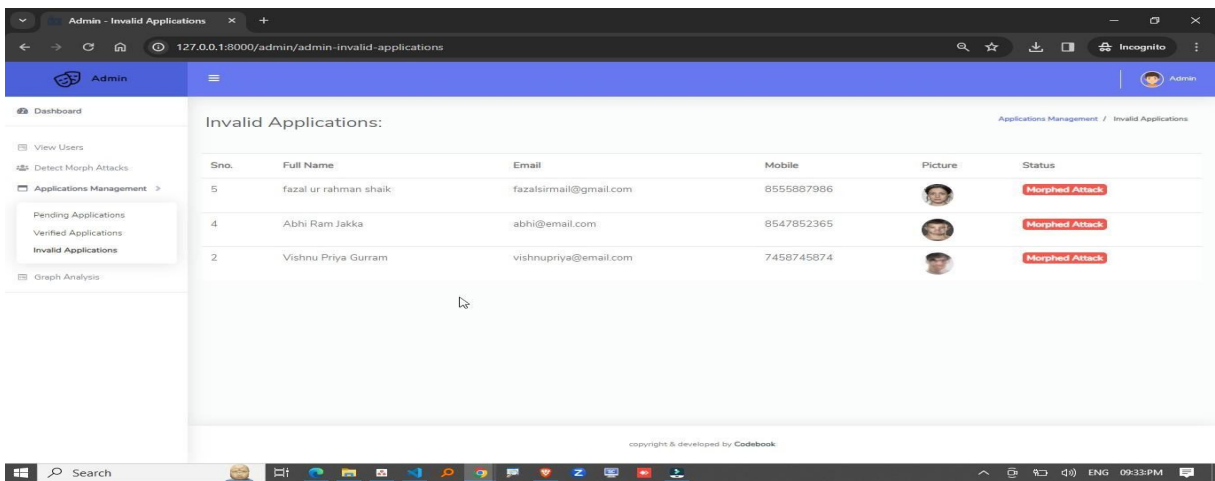 Admin - Invalid Applications
127.0.0.1:8000/admin/admin-invalid-applications
Incognito
Admin
Admin
Dashboard
View Users
Detect Morph Attacks
Applications Management
Pending Applications
Verified Applications
Invalid Applications
Graph Analysis
Invalid Applications:
Applications Management / Invalid Applications
Sno. Full Name Email Mobile Picture Status
5 fazal ur rahman shaik fazalsirmail@gmail.com 8555887986 Morphed Attack
4 Abhi Ram Jakka abhi@email.com 8547852365 Morphed Attack
2 Vishnu Priya Gurram vishnupriya@email.com 7458745874 Morphed Attack
copyright & developed by Codebook
Search
ENG 09:33:PM